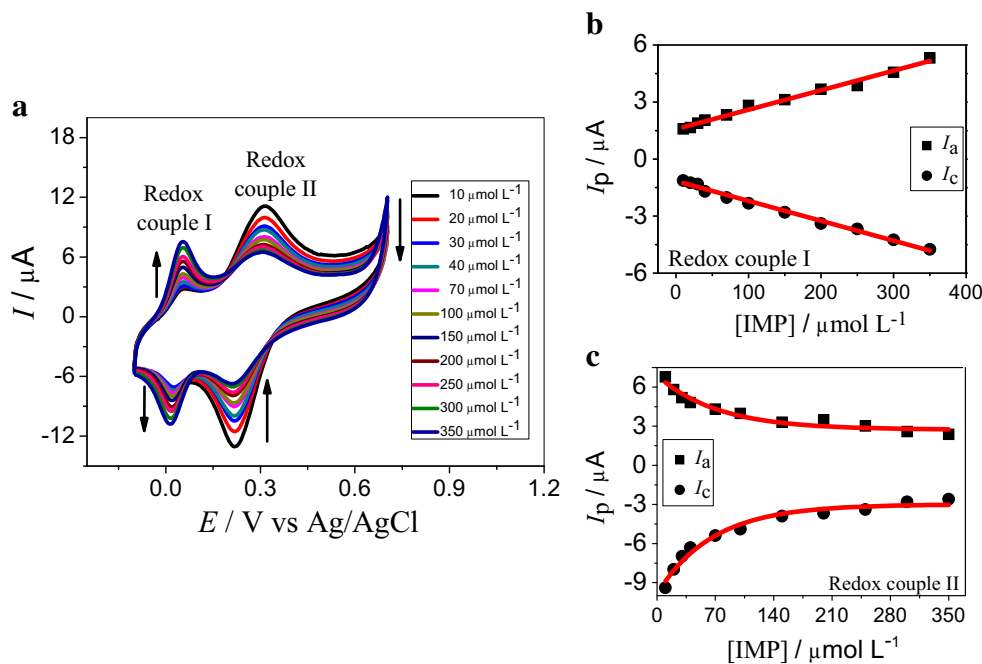 a
18
12
6
0
-6
-12
I / µA
Redox
couple I
Redox
couple II
10 µmol L-1
20 µmol L-1
30 µmol L-1
40 µmol L-1
70 µmol L-1
100 µmol L-1
150 µmol L-1
200 µmol L-1
250 µmol L-1
300 µmol L-1
350 µmol L-1
0.0 0.3 0.6 0.9 1.2
E / V vs Ag/AgCl
b
6
3
0
-3
-6
Ip / µA
Ia
Ic
Redox couple I
0 100 200 300 400
[IMP] / µmol L-1
c
6
3
0
-3
-6
-9
Ip / µA
Ia
Ic
Redox couple II
0 70 140 210 280 350
[IMP] / µmol L-1